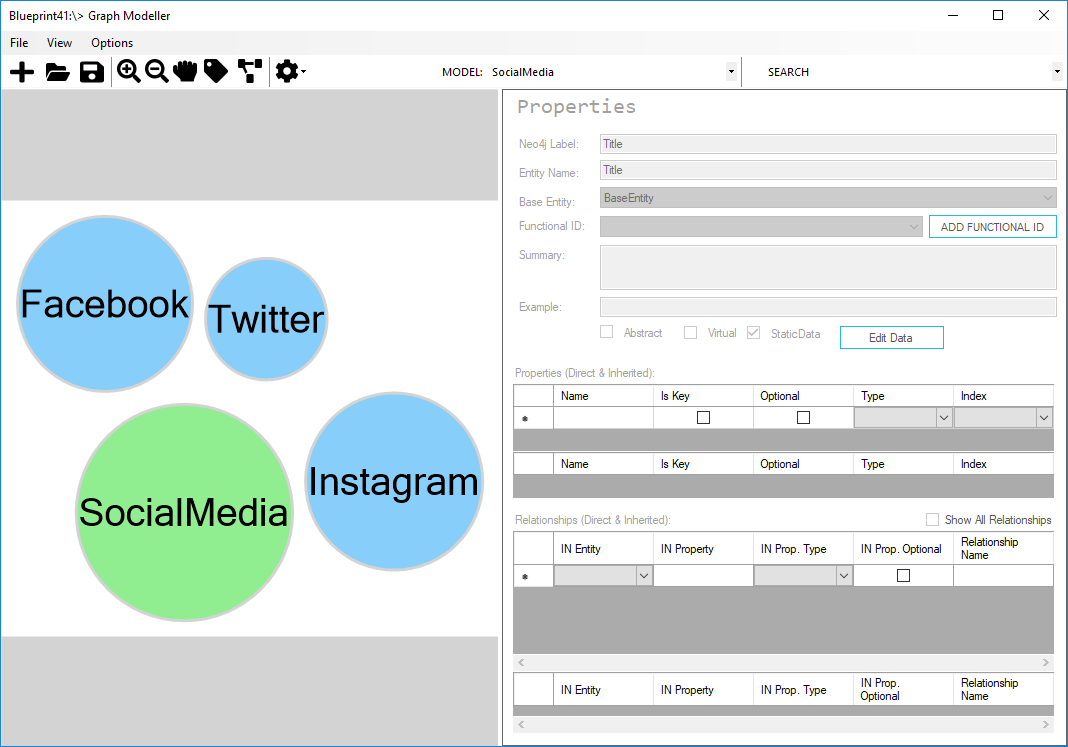 Blueprint41:\> Graph Modeller
File View Options
MODEL: SocialMedia SEARCH
Facebook
Twitter
SocialMedia
Instagram
Properties
Neo4j Label: Title
Entity Name: Title
Base Entity: BaseEntity
Functional ID: ADD FUNCTIONAL ID
Summary:
Example:
Abstract Virtual StaticData Edit Data
Properties (Direct & Inherited):
Name Is Key Optional Type Index
Name Is Key Optional Type Index
Relationships (Direct & Inherited): Show All Relationships
IN Entity IN Property IN Prop. Type IN Prop. Optional Relationship
Name
IN Entity IN Property IN Prop. Type IN Prop.
Optional Relationship
Name